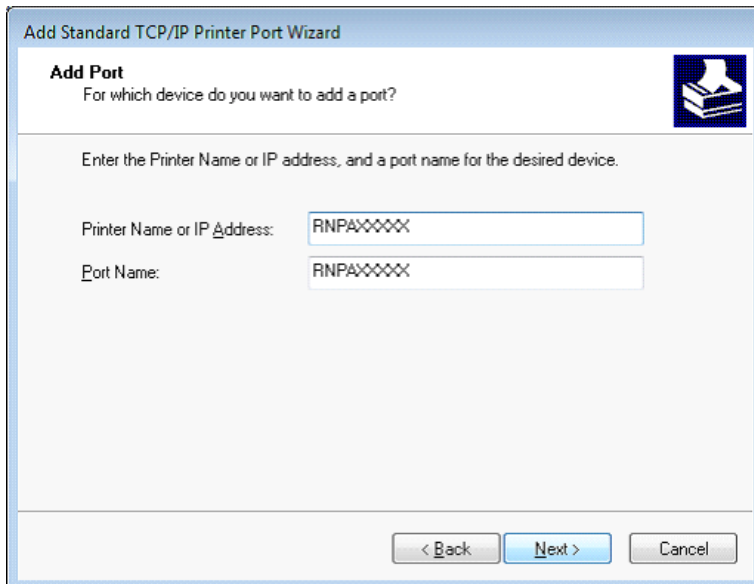 Add Standard TCP/IP Printer Port Wizard
Add Port
For which device do you want to add a port?
Enter the Printer Name or IP address, and a port name for the desired device.
Printer Name or IP Address: RNPAXXXXX
Port Name: RNPAXXXXX
< Back Next > Cancel